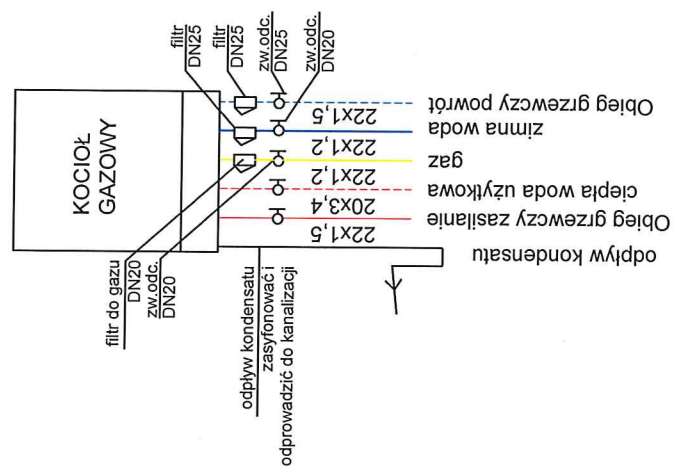 filtr
DN25
filtr
DN25
zw.odc.
DN25
zw.odc.
DN20
KOCIOŁ
GAZOWY
Obieg grzewczy powrót
22x1,5
zimna woda
22x1,2
gaz
22x1,2
ciepła woda użytkowa
20x3,4
Obieg grzewczy zasilanie
22x1,5
odpływ kondensatu
filtr do gazu
DN20
zw.odc.
DN20
odpływ kondensatu
zasyfonować i
odprowadzić do kanalizacji